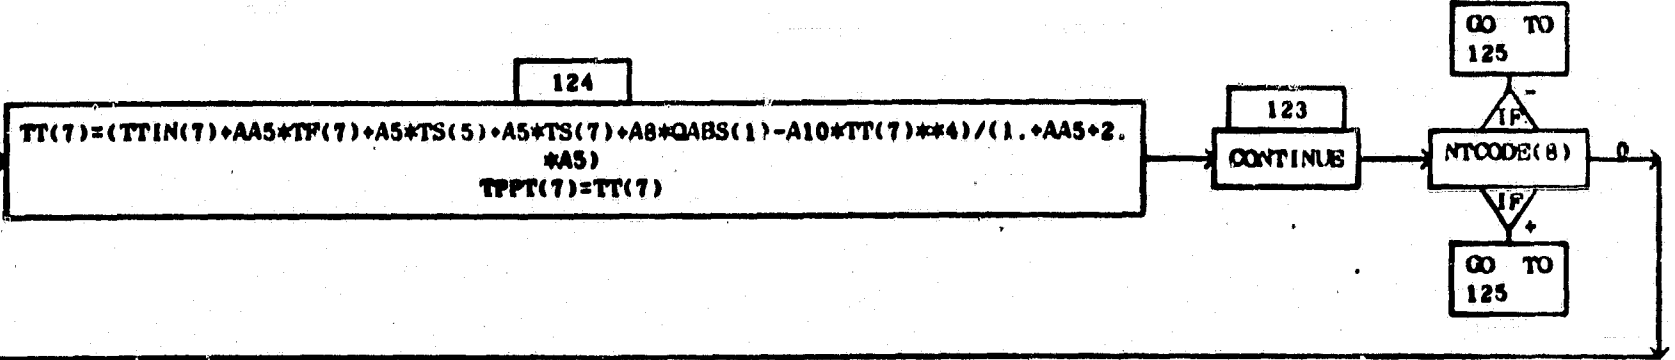 124
TT(7)=(TTIN(7)+AA5*TF(7)+A5*TS(5)+A5*TS(7)+A8*QABS(1)-A10*TT(7)**4)/(1.+AA5+2.
*A5)
TPPT(7)=TT(7)
123
CONTINUE
GO TO
125
-
IF
NTCODE(8)
0
IF
+
GO TO
125